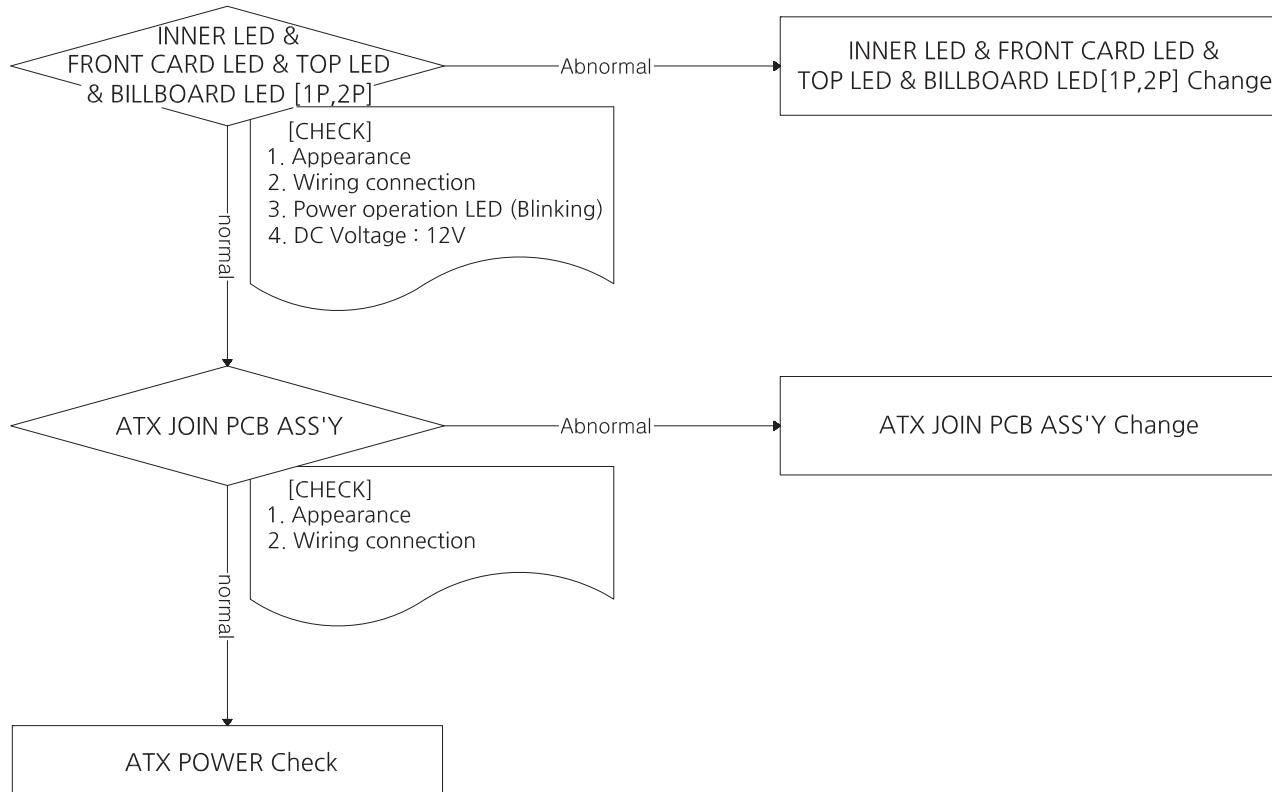 INNER LED &
FRONT CARD LED & TOP LED
& BILLBOARD LED [1P,2P]
Abnormal
INNER LED & FRONT CARD LED &
TOP LED & BILLBOARD LED[1P,2P] Change
[CHECK]
1. Appearance
2. Wiring connection
3. Power operation LED (Blinking)
4. DC Voltage : 12V
normal
ATX JOIN PCB ASS'Y
Abnormal
ATX JOIN PCB ASS'Y Change
[CHECK]
1. Appearance
2. Wiring connection
normal
ATX POWER Check